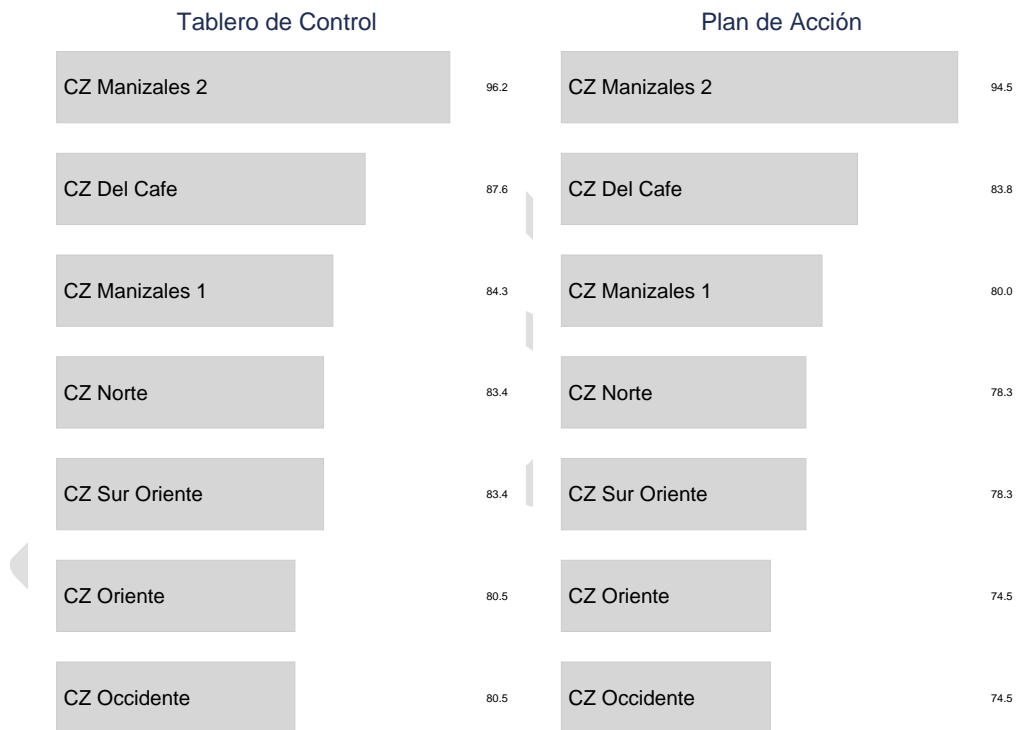 Tablero de Control
CZ Manizales 2 96.2
CZ Del Cafe 87.6
CZ Manizales 1 84.3
CZ Norte 83.4
CZ Sur Oriente 83.4
CZ Oriente 80.5
CZ Occidente 80.5
Plan de Acción
CZ Manizales 2 94.5
CZ Del Cafe 83.8
CZ Manizales 1 80.0
CZ Norte 78.3
CZ Sur Oriente 78.3
CZ Oriente 74.5
CZ Occidente 74.5